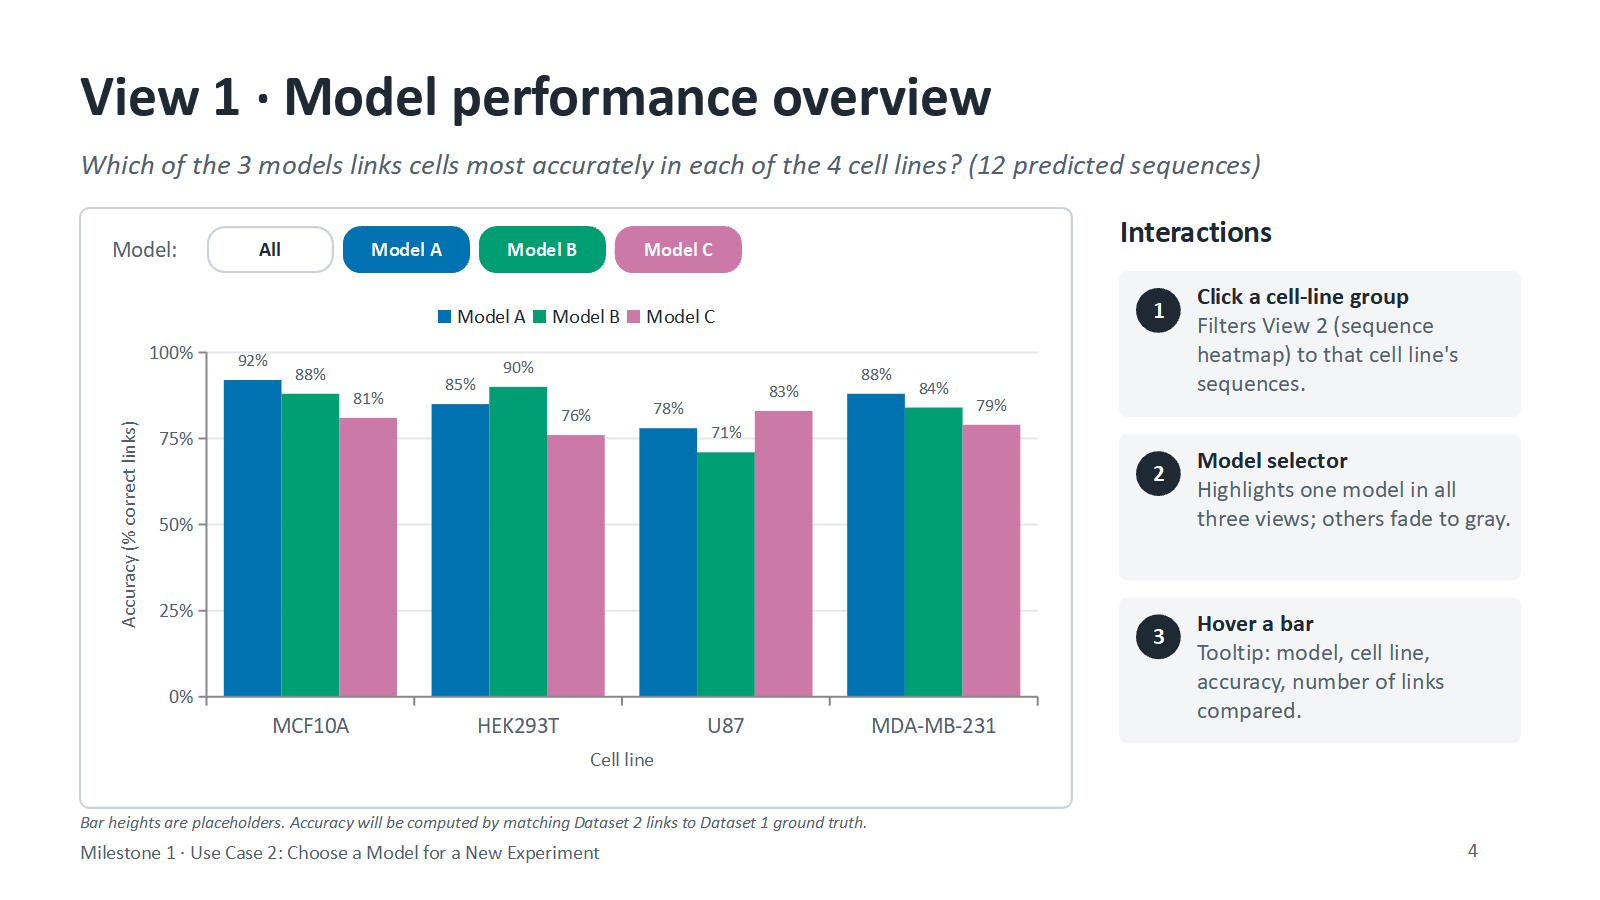 View 1 · Model performance overview
Which of the 3 models links cells most accurately in each of the 4 cell lines? (12 predicted sequences)
Model:
All
Model A
Model B
Model C
Model A
Model B
Model C
Accuracy (% correct links)
100%
75%
50%
25%
0%
92%
88%
81%
85%
90%
76%
78%
71%
83%
88%
84%
79%
MCF10A
HEK293T
U87
MDA-MB-231
Cell line
Interactions
1
Click a cell-line group
Filters View 2 (sequence
heatmap) to that cell line's
sequences.
2
Model selector
Highlights one model in all
three views; others fade to gray.
3
Hover a bar
Tooltip: model, cell line,
accuracy, number of links
compared.
Bar heights are placeholders. Accuracy will be computed by matching Dataset 2 links to Dataset 1 ground truth.
Milestone 1 · Use Case 2: Choose a Model for a New Experiment
4